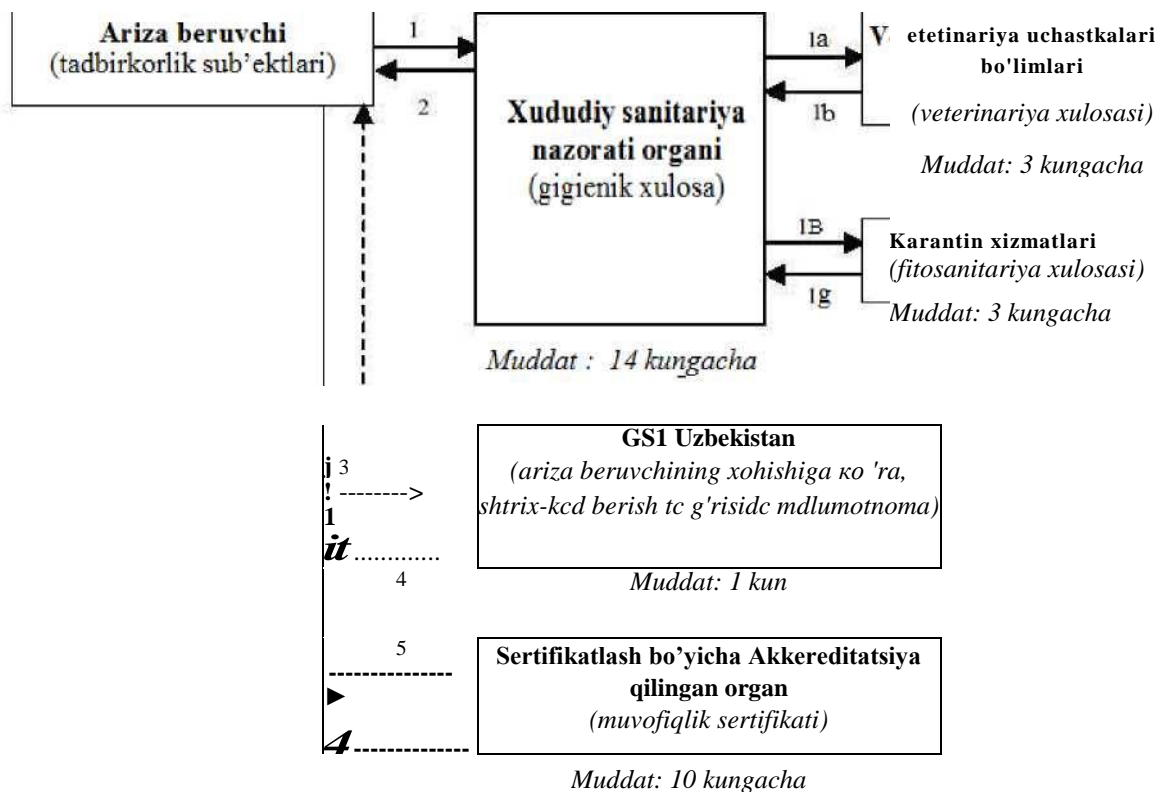 Ariza beruvchi
(tadbirkorlik sub’ektlari)
1
2
Xududiy sanitariya
nazorati organi
(gigienik xulosa)
Muddat : 14 kungacha
1a
1b
V etetinariya uchastkalari
bo'limlari
(veterinariya xulosasi)
Muddat: 3 kungacha
1B
1g
Karantin xizmatlari
(fitosanitariya xulosasi)
Muddat: 3 kungacha
j 3
! -------->
1
it .............
4
GS1 Uzbekistan
(ariza beruvchining xohishiga ко 'ra,
shtrix-kcd berish tc g'risidc mdlumotnoma)
Muddat: 1 kun
5
►
4
Sertifikatlash bo’yicha Akkereditatsiya
qilingan organ
(muvofiqlik sertifikati)
Muddat: 10 kungacha